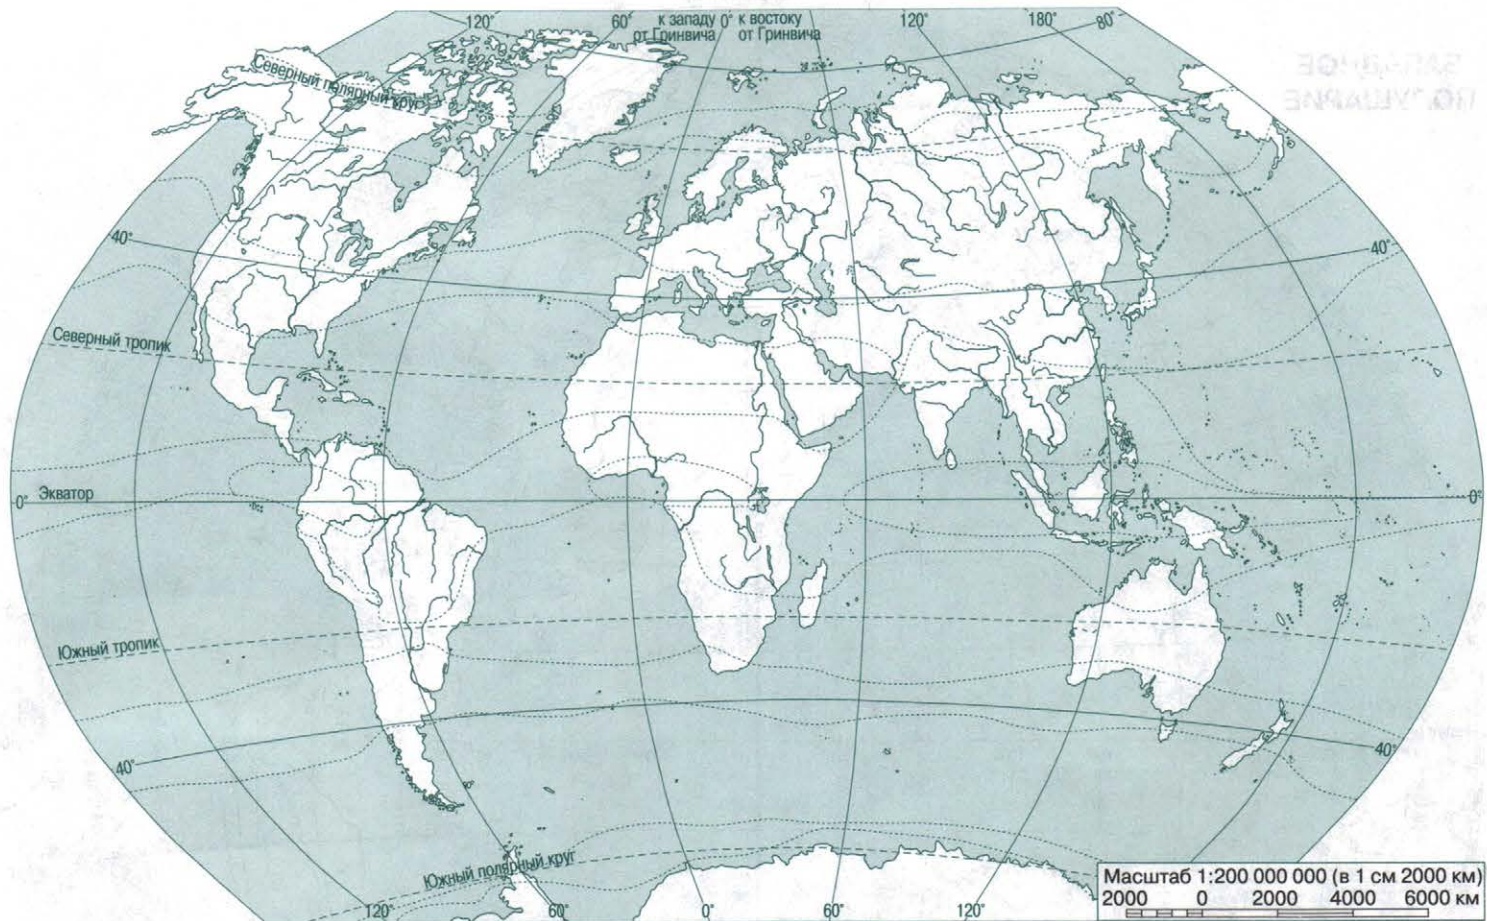 120° 60° к западу 0° к востоку 120° 180° 80°
от Гринвича от Гринвича
ЗАПАДНОЕ
ПОЛУШАРИЕ
Северный полярный круг
40° 40°
Северный тропик
0° Экватор 0°
Южный тропик
40° 40°
Южный полярный круг
120° 60° 0° 60° 120°
Масштаб 1:200 000 000 (в 1 см 2000 км)
2000 0 2000 4000 6000 км